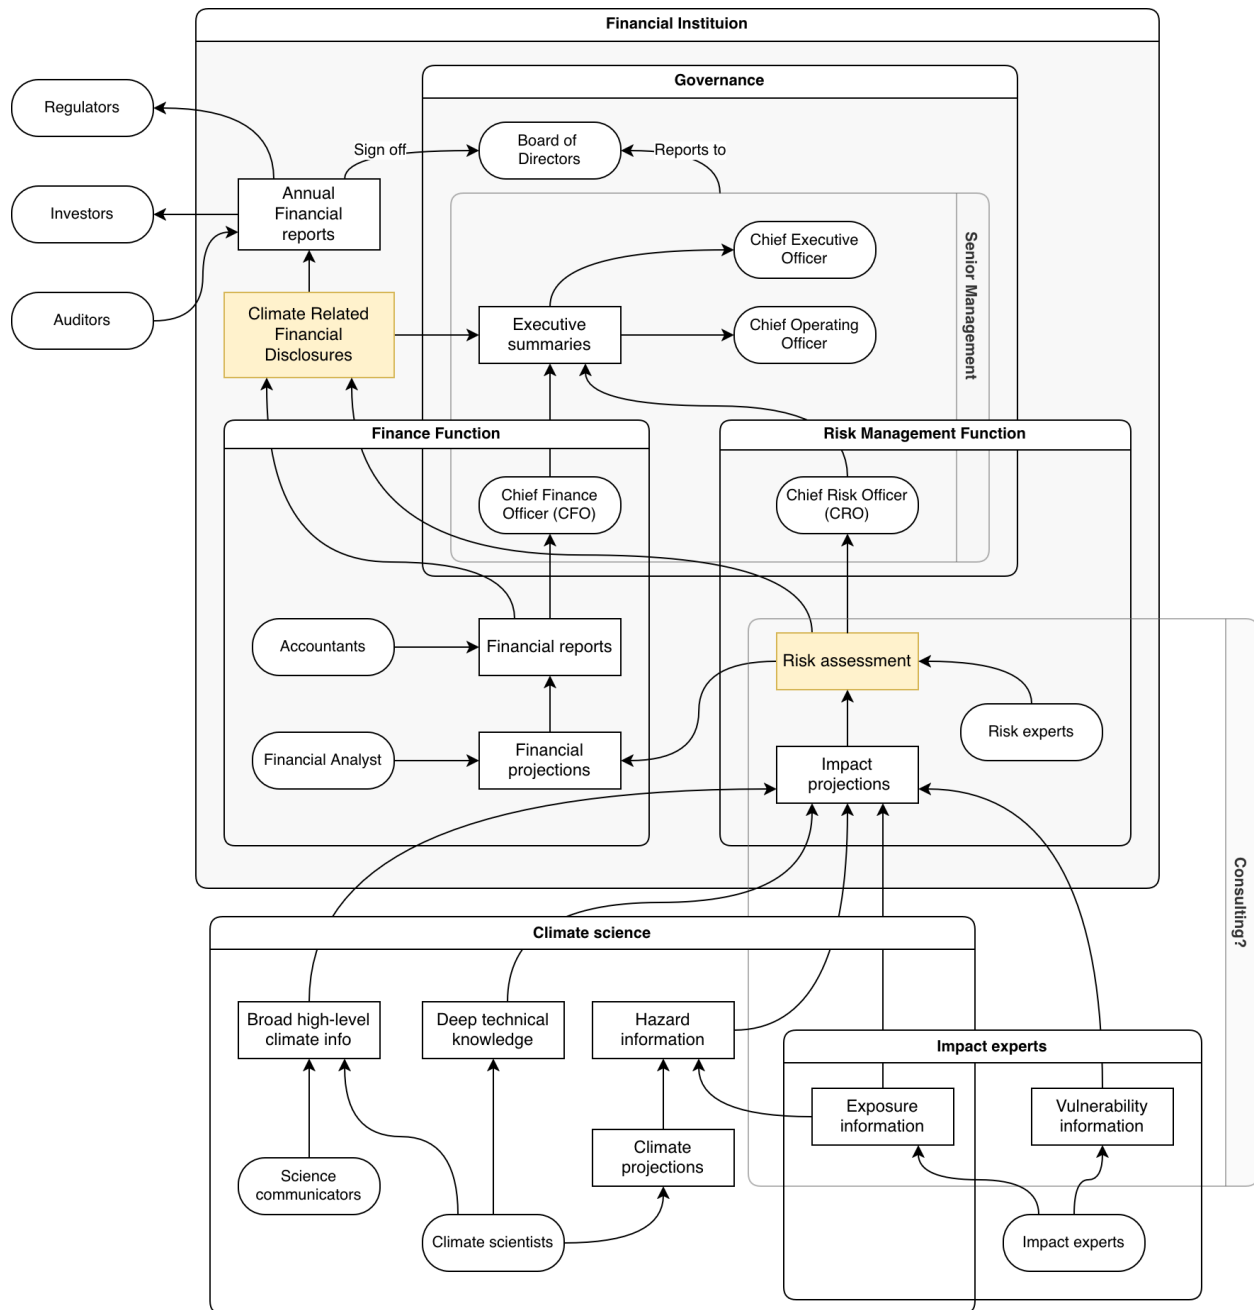 Financial Instituion
Governance
Regulators
Sign off
Board of
Directors
Reports to
Investors
Annual
Financial
reports
Senior Management
Chief Executive
Officer
Auditors
Climate Related
Financial
Disclosures
Executive
summaries
Chief Operating
Officer
Finance Function
Risk Management Function
Chief Finance
Officer (CFO)
Chief Risk Officer
(CRO)
Accountants
Financial reports
Risk assessment
Risk experts
Financial Analyst
Financial
projections
Impact
projections
Consulting?
Climate science
Broad high-level
climate info
Deep technical
knowledge
Hazard
information
Impact experts
Exposure
information
Vulnerability
information
Climate
projections
Science
communicators
Climate scientists
Impact experts